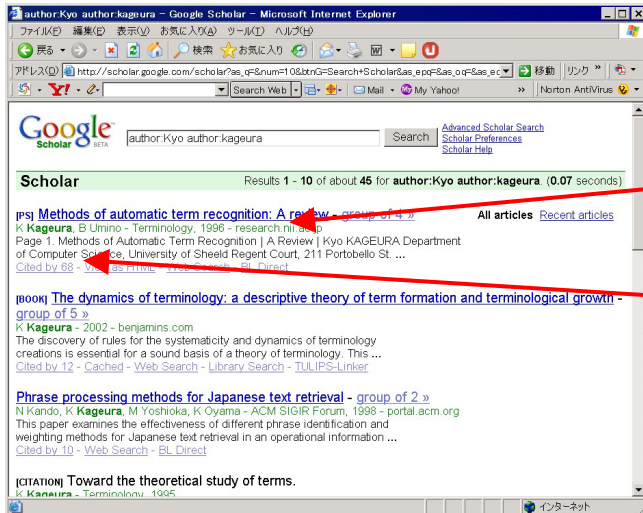 author:Kyo author:kageura - Google Scholar - Microsoft Internet Explorer
ファイル(F) 編集(E) 表示(V) お気に入り(A) ツール(T) ヘルプ(H)
戻る 検索 お気に入り
アドレス(D) http://scholar.google.com/scholar?as_q=&num=10&btnG=Search+Scholar&as_epq=&as_oq=&as_ec 移動 リンク »
Y! Search Web Mail My Yahoo! » Norton AntiVirus
Google Scholar BETA
author:Kyo author:kageura Search
Advanced Scholar Search
Scholar Preferences
Scholar Help
Scholar Results 1 - 10 of about 45 for author:Kyo author:kageura. (0.07 seconds)
[PS] Methods of automatic term recognition: A review - group of 4 » All articles Recent articles
K Kageura, B Umino - Terminology, 1996 - research.nii.ac.jp
Page 1. Methods of Automatic Term Recognition | A Review | Kyo KAGEURA Department
of Computer Science, University of Sheeld Regent Court, 211 Portobello St. ...
Cited by 68 - View as HTML - Web Search - BL Direct
[BOOK] The dynamics of terminology: a descriptive theory of term formation and terminological growth -
group of 5 »
K Kageura - 2002 - benjamins.com
The discovery of rules for the systematicity and dynamics of terminology
creations is essential for a sound basis of a theory of terminology. This ...
Cited by 12 - Cached - Web Search - Library Search - TULIPS-Linker
Phrase processing methods for Japanese text retrieval - group of 2 »
N Kando, K Kageura, M Yoshioka, K Oyama - ACM SIGIR Forum, 1998 - portal.acm.org
This paper examines the effectiveness of different phrase identification and
weighting methods for Japanese text retrieval in an operational information ...
Cited by 10 - Web Search - BL Direct
[CITATION] Toward the theoretical study of terms.
K Kageura - Terminology, 1995
インターネット